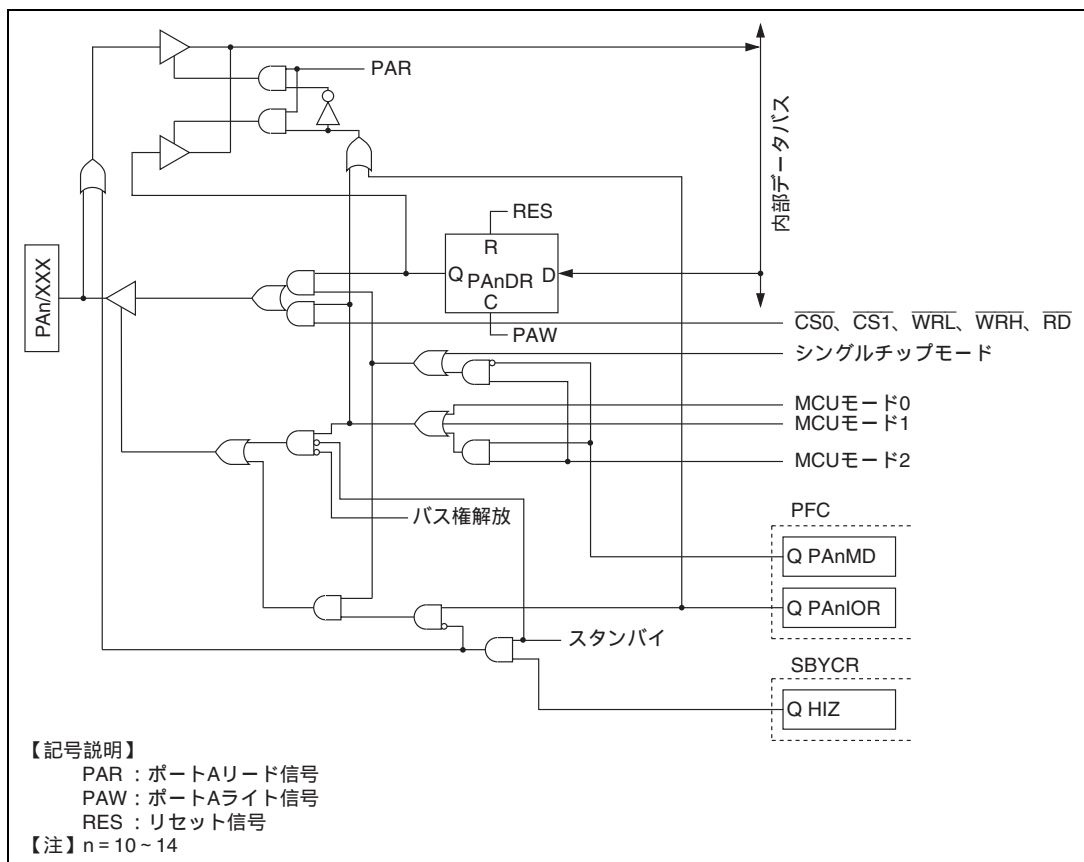 PAR
内部データバス
RES
R
Q PAnDR D
C
PAW
PAn/XXX
CS0、CS1、WRL、WRH、RD
シングルチップモード
MCUモード0
MCUモード1
MCUモード2
バス権解放
PFC
Q PAnMD
Q PAnIOR
スタンバイ
SBYCR
Q HIZ
【記号説明】
PAR : ポートAリード信号
PAW : ポートAライト信号
RES : リセット信号
【注】n = 10 ~ 14